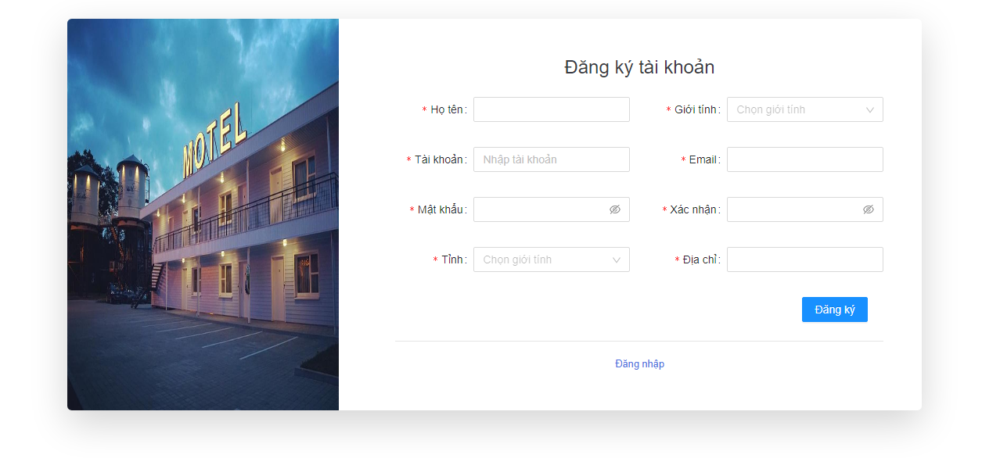 MOTEL
Đăng ký tài khoản
* Họ tên:
* Giới tính: Chọn giới tính
* Tài khoản: Nhập tài khoản
* Email:
* Mật khẩu:
* Xác nhận:
* Tỉnh: Chọn giới tính
* Địa chỉ:
Đăng ký
Đăng nhập